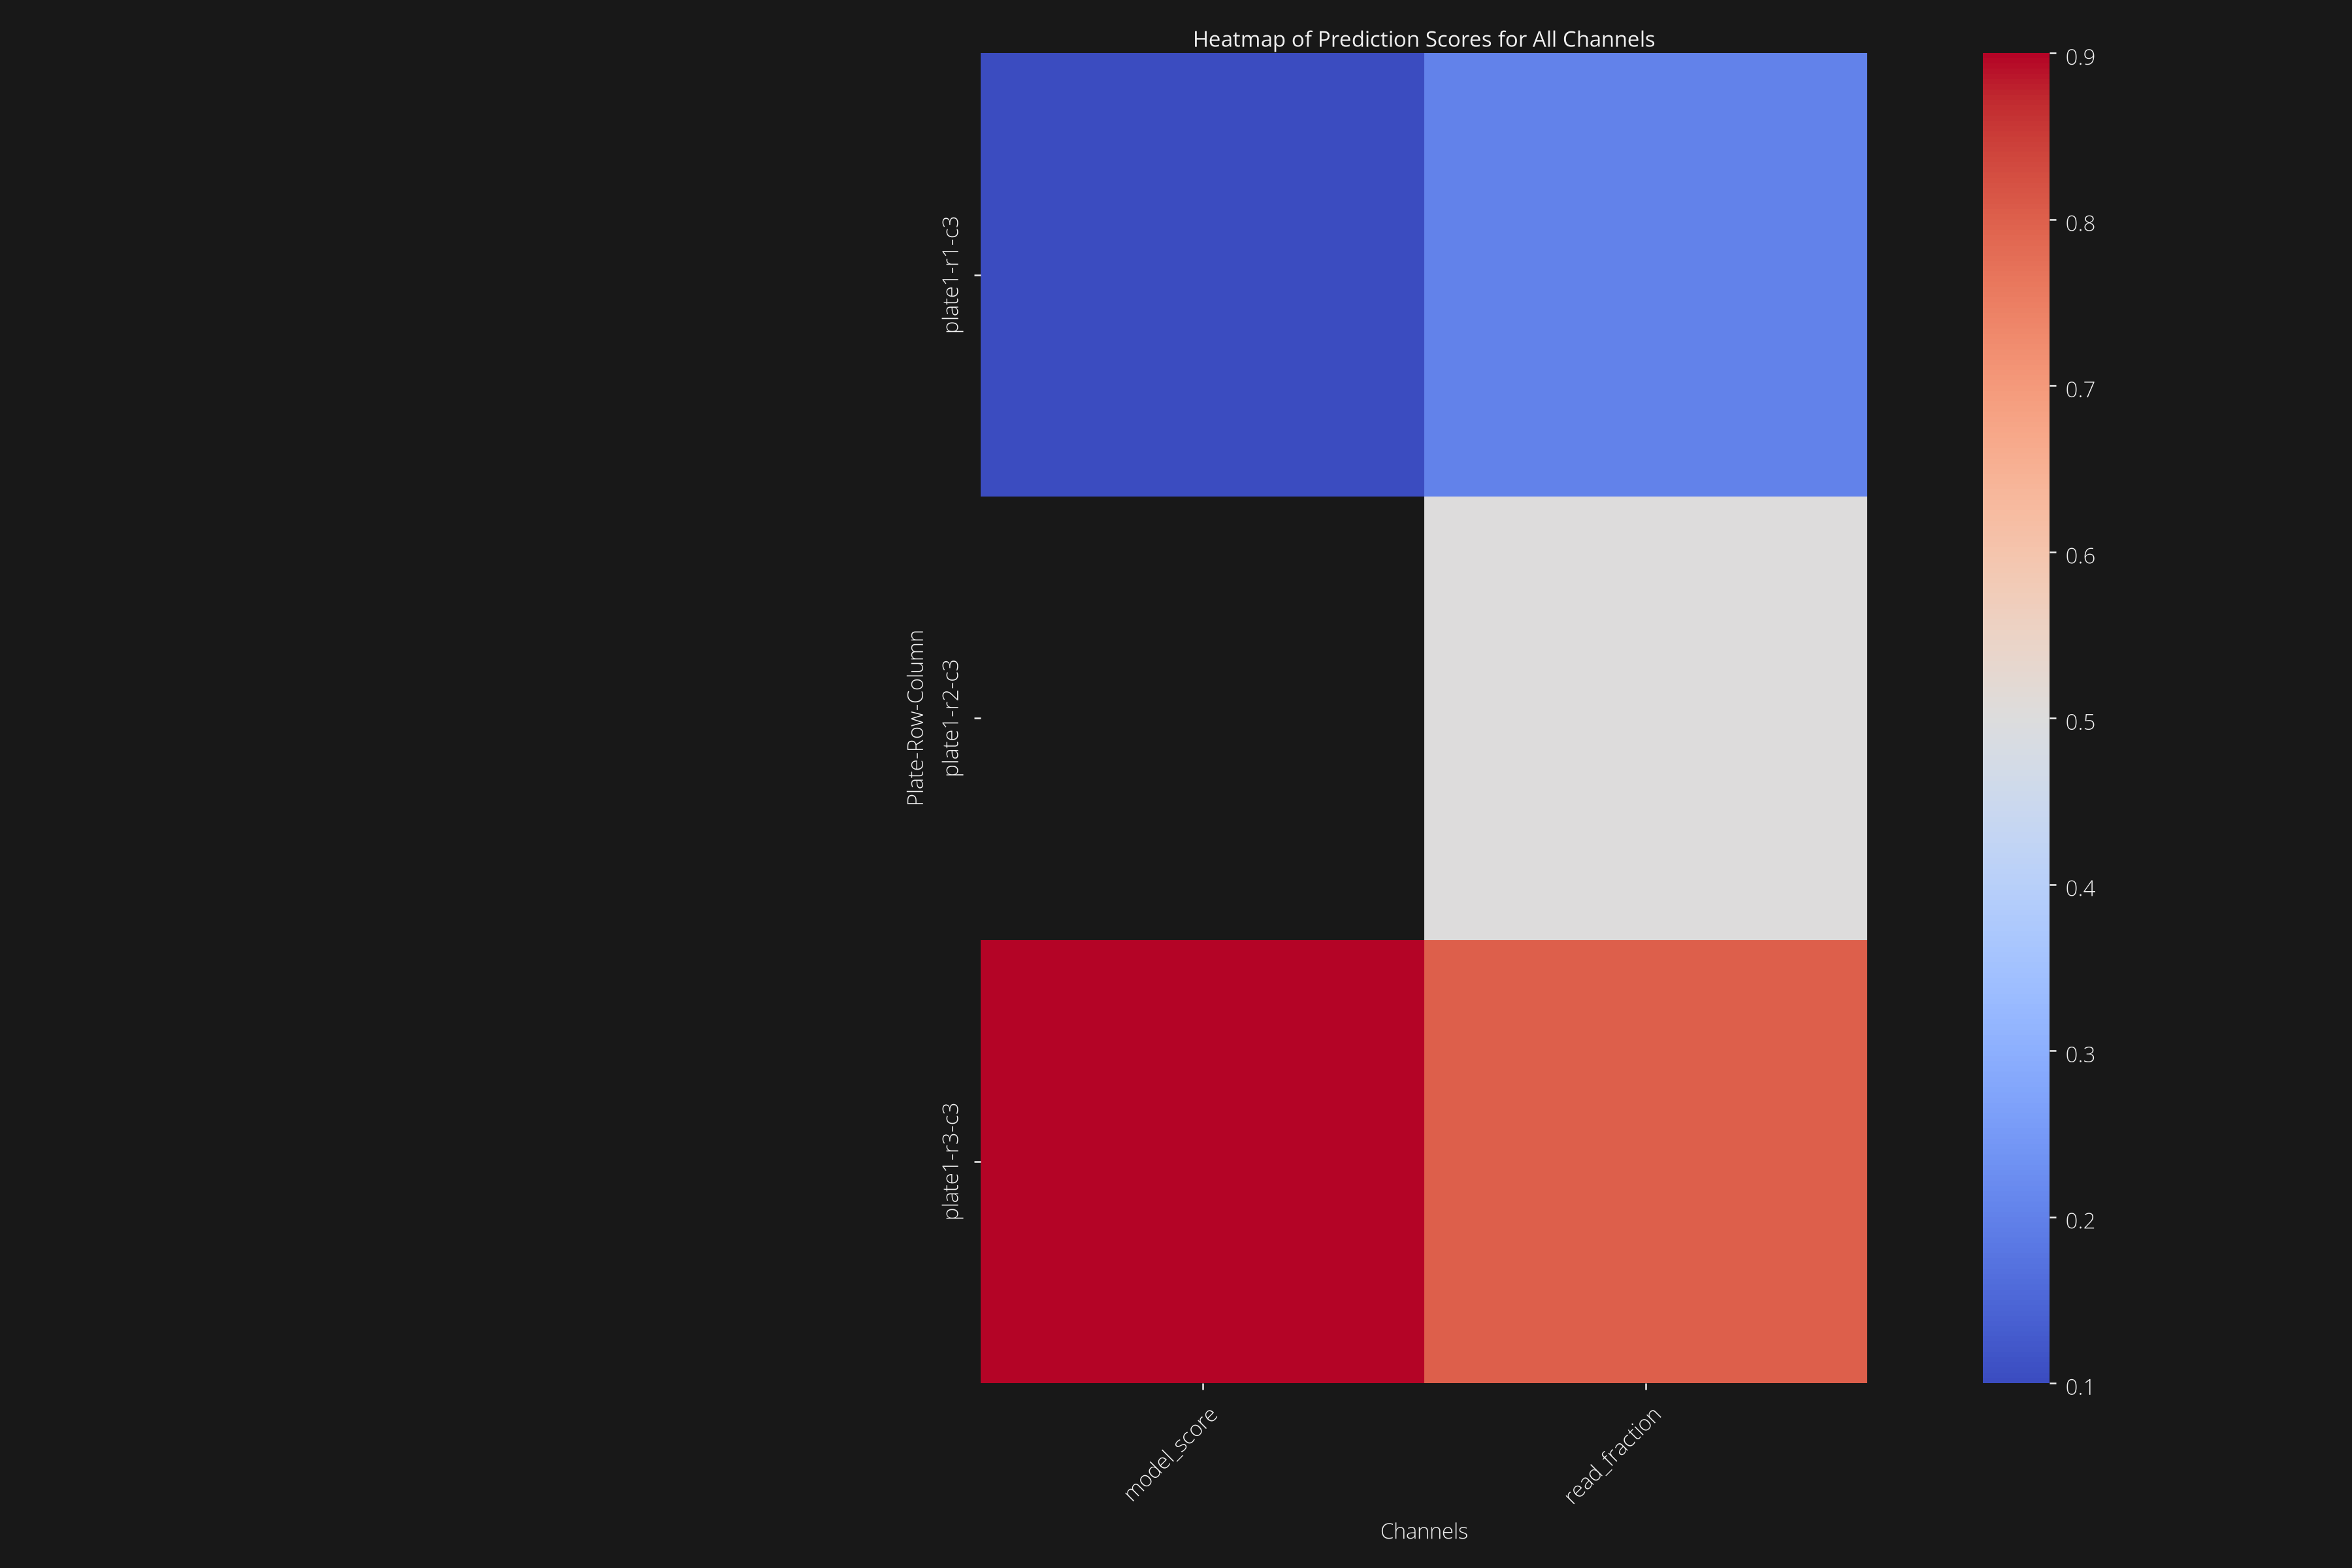 Heatmap of Prediction Scores for All Channels
Plate-Row-Column
plate1-r1-c3
plate1-r2-c3
plate1-r3-c3
model_score
read_fraction
Channels
0.9
0.8
0.7
0.6
0.5
0.4
0.3
0.2
0.1